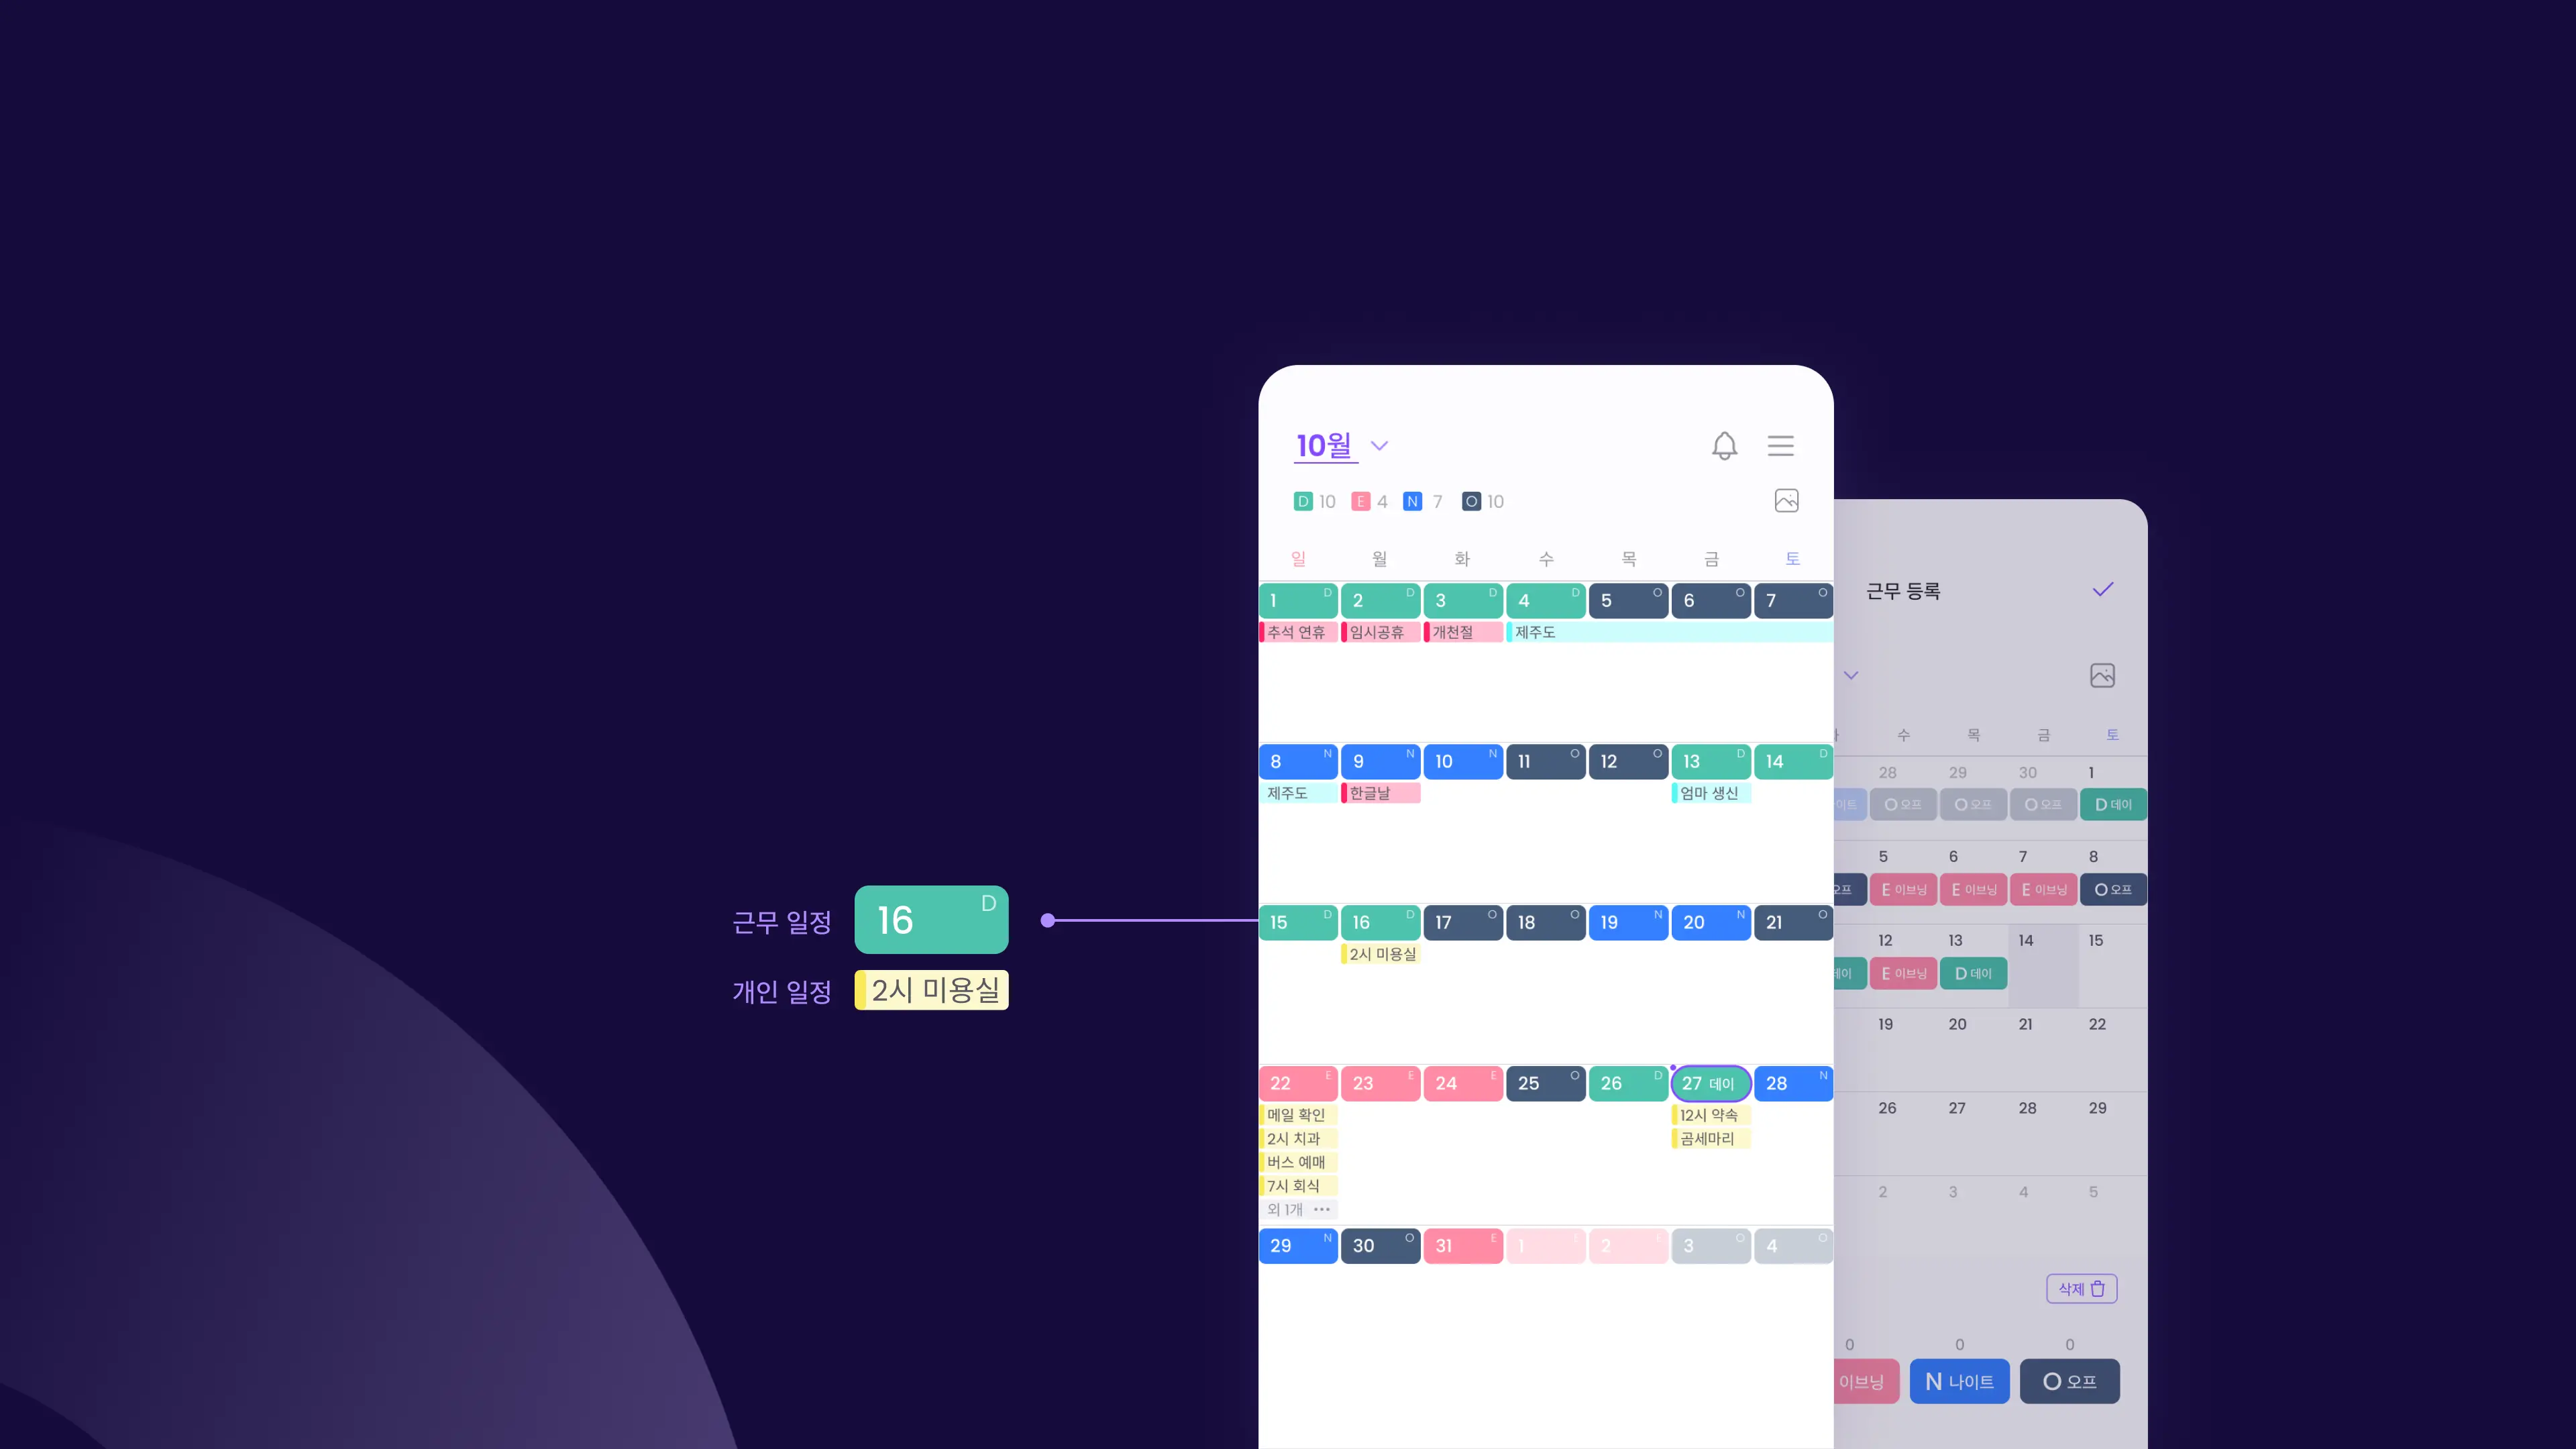 10월
D 10 E 4 N 7 O 10
일 월 화 수 목 금 토
1 D 2 D 3 D 4 D 5 O 6 O 7 O
추석 연휴 임시공휴 개천절 제주도
8 N 9 N 10 N 11 O 12 O 13 D 14 D
제주도 한글날 엄마 생신
15 D 16 D 17 O 18 O 19 N 20 N 21 O
2시 미용실
22 E 23 E 24 E 25 O 26 D 27 데이 28 N
메일 확인 12시 약속
2시 치과 곰세마리
버스 예매
7시 회식
외 1개 ···
29 N 30 O 31 E 1 E 2 E 3 O 4 O
근무 일정 16 D
개인 일정 2시 미용실
근무 등록
수 목 금 토
28 29 30 1
이트 O 오프 O 오프 O 오프 D 데이
5 6 7 8
오프 E 이브닝 E 이브닝 E 이브닝 O 오프
12 13 14 15
데이 E 이브닝 D 데이
19 20 21 22
26 27 28 29
2 3 4 5
삭제
0 0 0
이브닝 N 나이트 O 오프